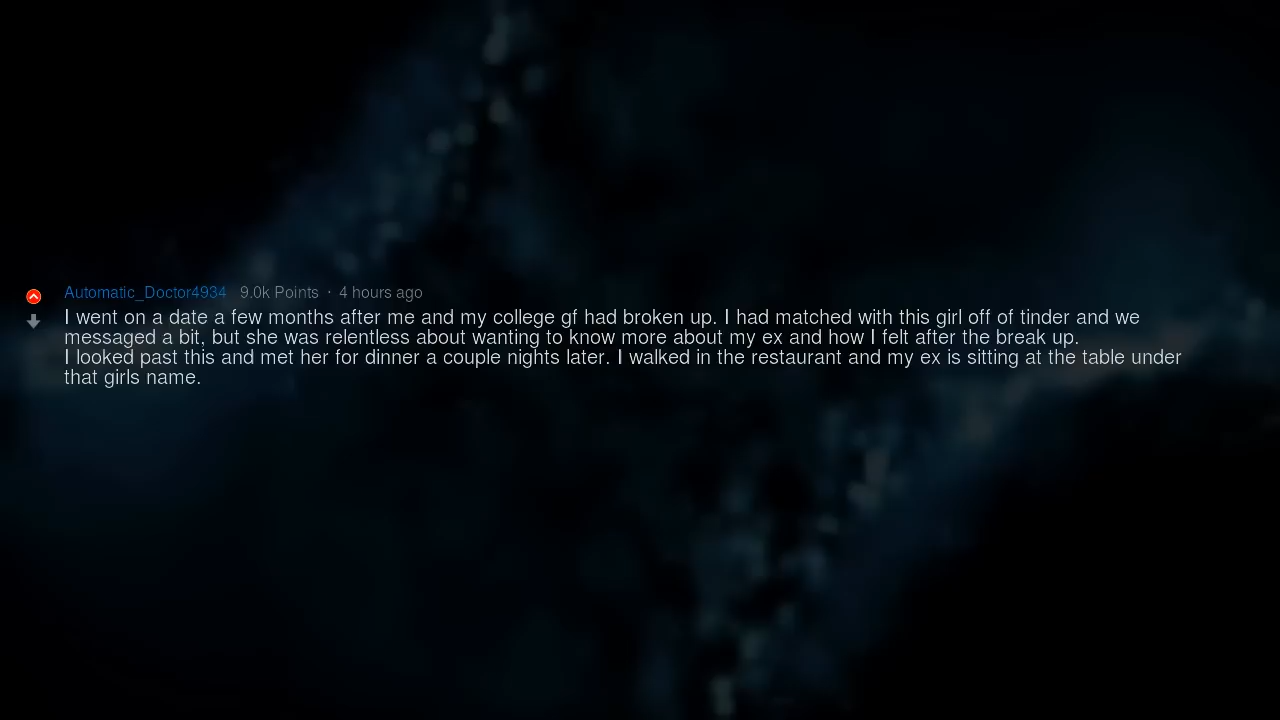 Automatic_Doctor4934 9.0k Points · 4 hours ago
I went on a date a few months after me and my college gf had broken up. I had matched with this girl off of tinder and we
messaged a bit, but she was relentless about wanting to know more about my ex and how I felt after the break up.
I looked past this and met her for dinner a couple nights later. I walked in the restaurant and my ex is sitting at the table under
that girls name.